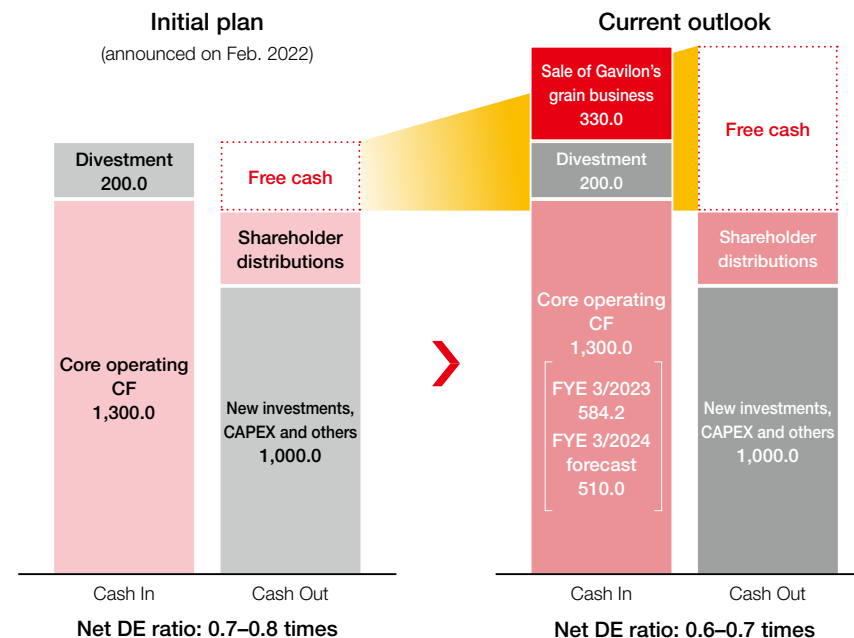 Initial plan
(announced on Feb. 2022)
Divestment
200.0
Core operating
CF
1,300.0
Free cash
Shareholder
distributions
New investments,
CAPEX and others
1,000.0
Cash In
Cash Out
Net DE ratio: 0.7–0.8 times
Current outlook
Sale of Gavilon's
grain business
330.0
Divestment
200.0
Core operating
CF
1,300.0
FYE 3/2023
584.2
FYE 3/2024
forecast
510.0
Free cash
Shareholder
distributions
New investments,
CAPEX and others
1,000.0
Cash In
Cash Out
Net DE ratio: 0.6–0.7 times